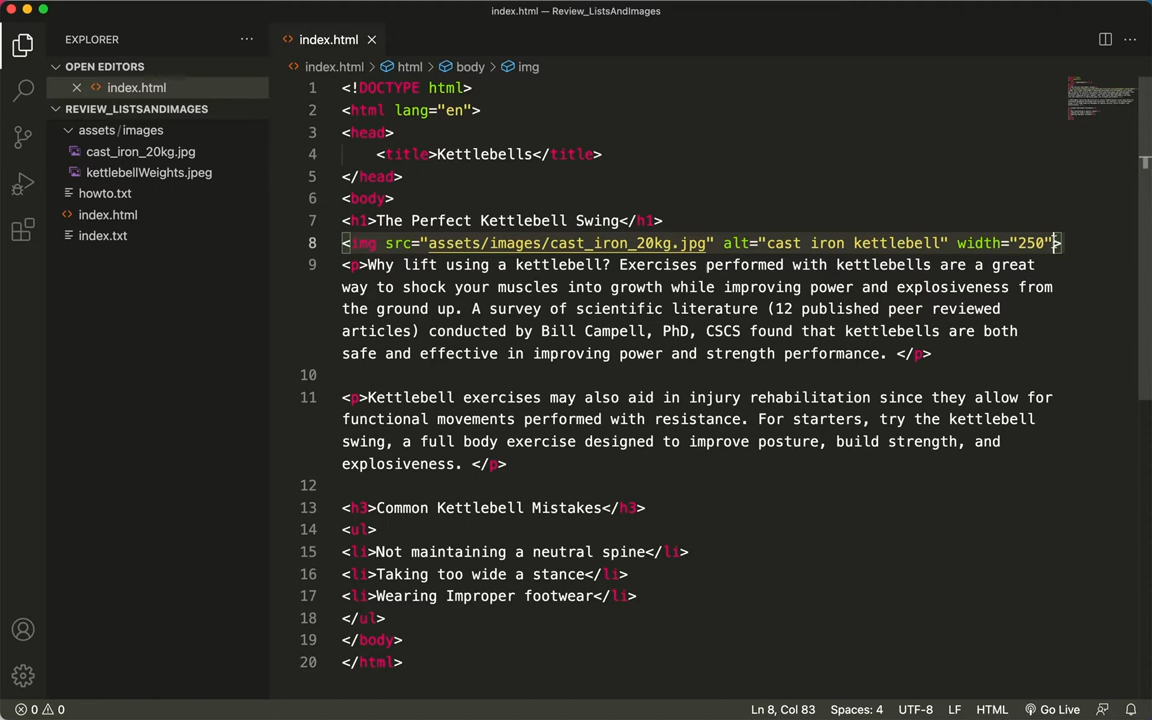 index.html — Review_ListsAndImages
EXPLORER
index.html
OPEN EDITORS
index.html
REVIEW_LISTSANDIMAGES
assets/images
cast_iron_20kg.jpg
kettlebellWeights.jpeg
howto.txt
index.html
index.txt
index.html > html > body > img
1 <!DOCTYPE html>
2 <html lang="en">
3 <head>
4 <title>Kettlebells</title>
5 </head>
6 <body>
7 <h1>The Perfect Kettlebell Swing</h1>
8 <img src="assets/images/cast_iron_20kg.jpg" alt="cast iron kettlebell" width="250">
9 <p>Why lift using a kettlebell? Exercises performed with kettlebells are a great
way to shock your muscles into growth while improving power and explosiveness from
the ground up. A survey of scientific literature (12 published peer reviewed
articles) conducted by Bill Campell, PhD, CSCS found that kettlebells are both
safe and effective in improving power and strength performance. </p>
10
11 <p>Kettlebell exercises may also aid in injury rehabilitation since they allow for
functional movements performed with resistance. For starters, try the kettlebell
swing, a full body exercise designed to improve posture, build strength, and
explosiveness. </p>
12
13 <h3>Common Kettlebell Mistakes</h3>
14 <ul>
15 <li>Not maintaining a neutral spine</li>
16 <li>Taking too wide a stance</li>
17 <li>Wearing Improper footwear</li>
18 </ul>
19 </body>
20 </html>
0 0 Ln 8, Col 83 Spaces: 4 UTF-8 LF HTML Go Live